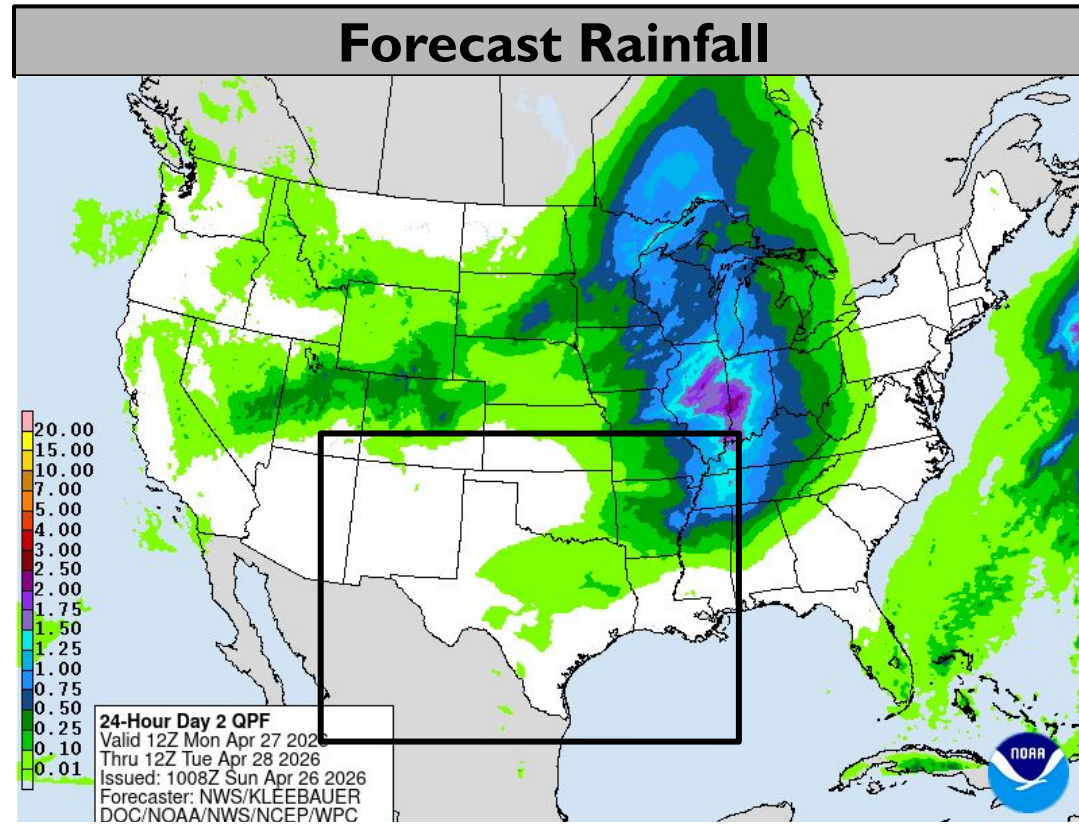 Forecast Rainfall
20.00
15.00
10.00
7.00
5.00
4.00
3.00
2.50
2.00
1.75
1.50
1.25
1.00
0.75
0.50
0.25
0.10
0.01
24-Hour Day 2 QPF
Valid 12Z Mon Apr 27 2026
Thru 12Z Tue Apr 28 2026
Issued: 1008Z Sun Apr 26 2026
Forecaster: NWS/KLEEBAUER
DOC/NOAA/NWS/NCEP/WPC
NOAA